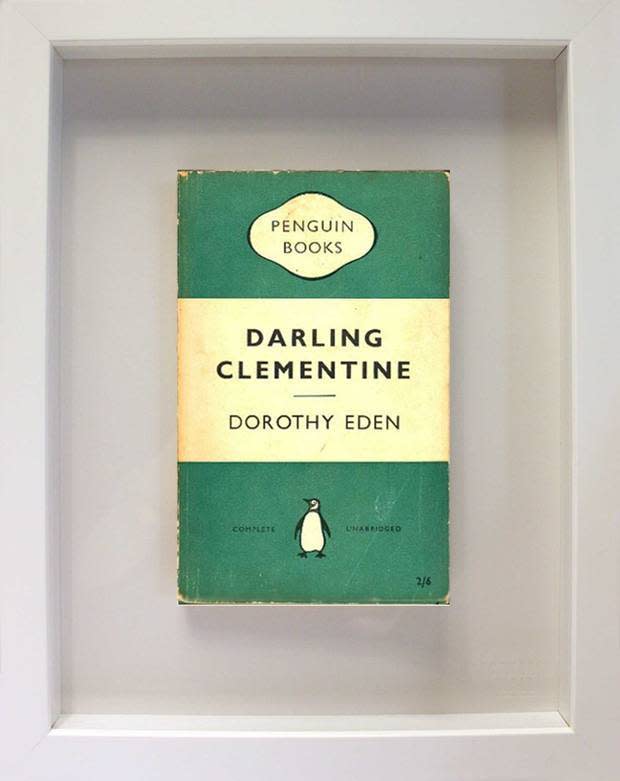 PENGUIN
BOOKS
DARLING
CLEMENTINE
DOROTHY EDEN
COMPLETE UNABRIDGED
2/6